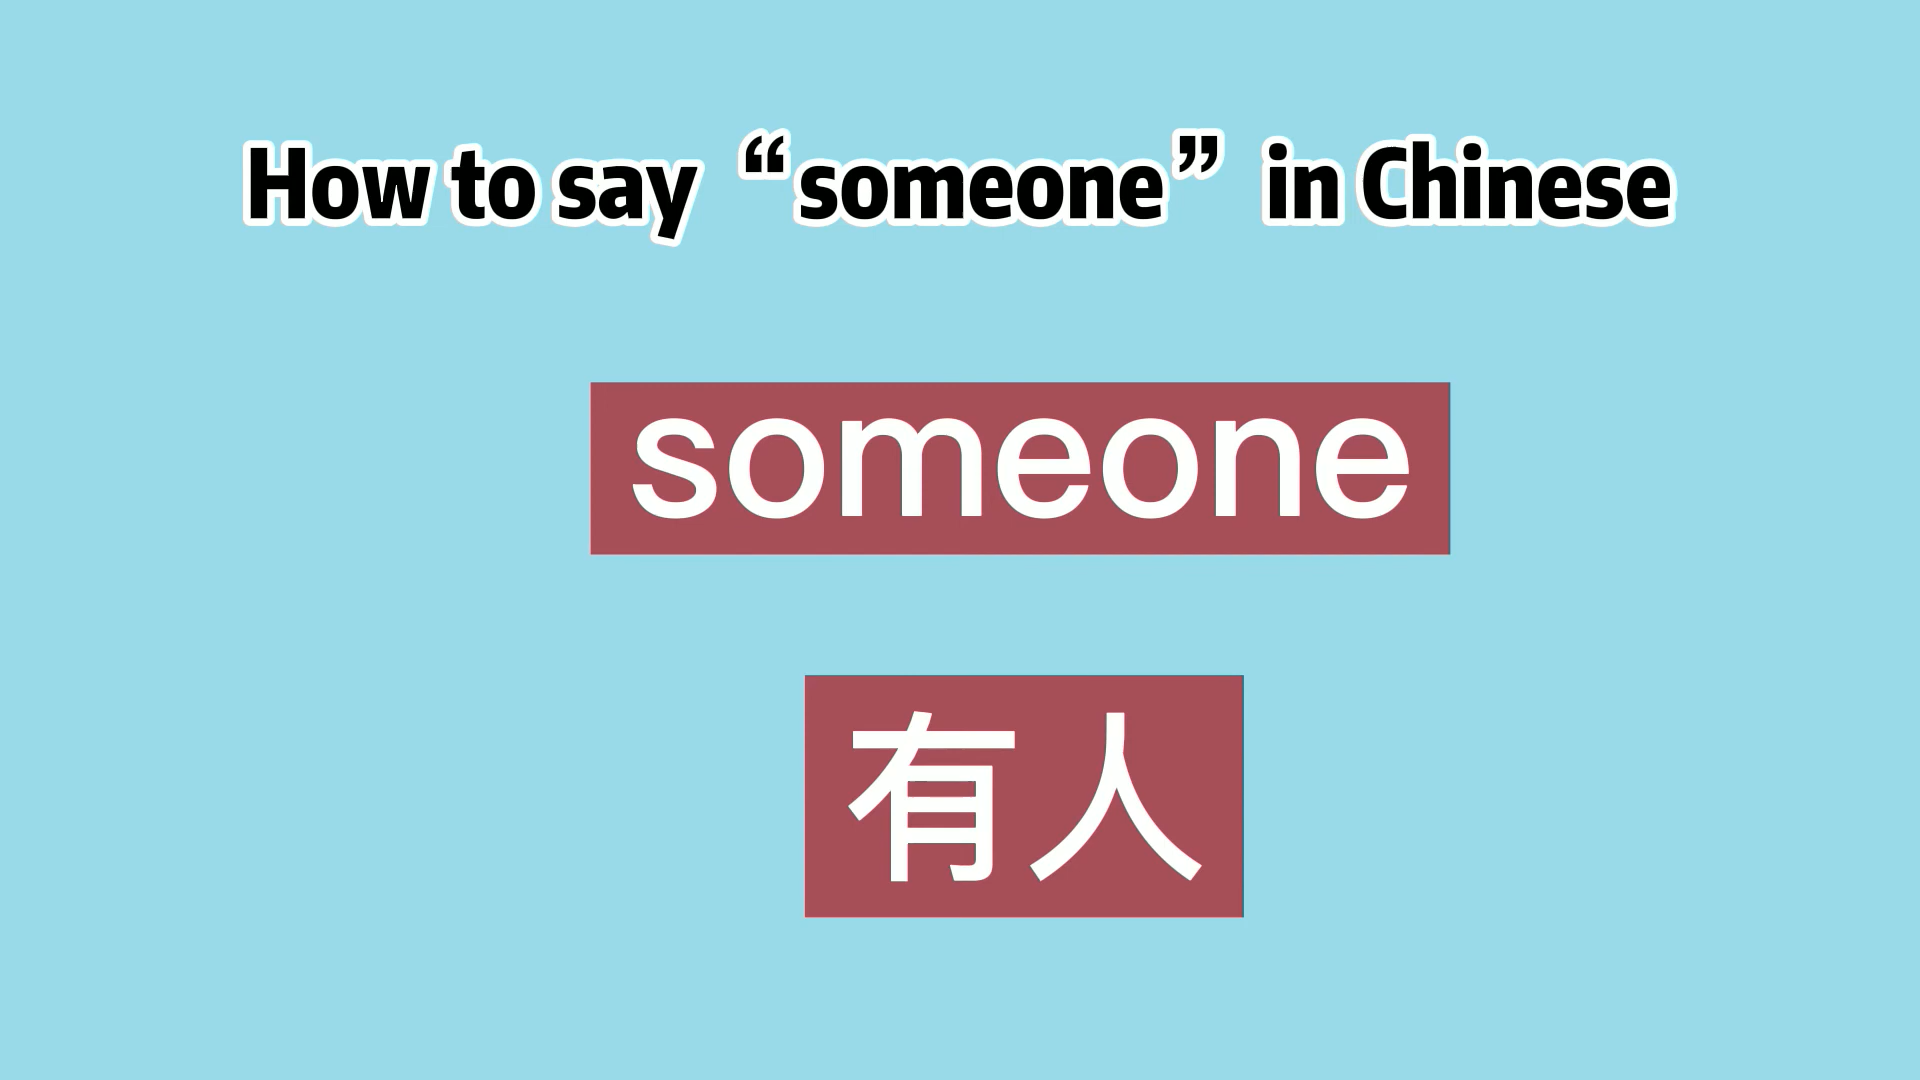 How to say “someone” in Chinese
someone
有人